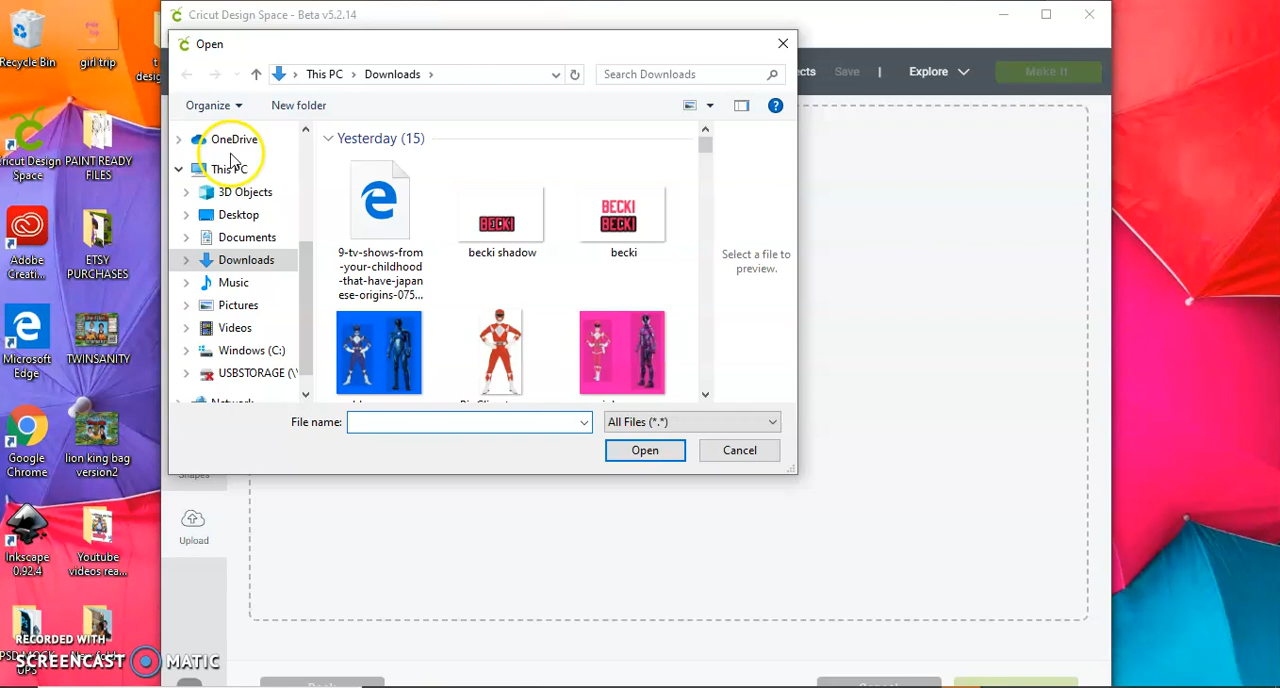 Cricut Design Space - Beta v5.2.14
Recycle Bin
girl trip
Open
This PC
Downloads
Search Downloads
Save
|
Explore
Make It
Organize
New folder
OneDrive
This PC
3D Objects
Desktop
Documents
Downloads
Music
Pictures
Videos
Windows (C:)
USBSTORAGE (\\
Yesterday (15)
9-tv-shows-from
-your-childhood
-that-have-japan
ese-origins-075...
BECKI
becki shadow
BECKI
BECKI
becki
Select a file to
preview.
File name:
All Files (*.*)
Open
Cancel
Upload
Cricut Design
Space
PAINT READY
FILES
Adobe
Creati...
ETSY
PURCHASES
Microsoft
Edge
TWINSANITY
Google
Chrome
lion king bag
version2
Inkscape
0.92.4
Youtube
videos rea...
RECORDED WITH
SCREENCAST MATIC